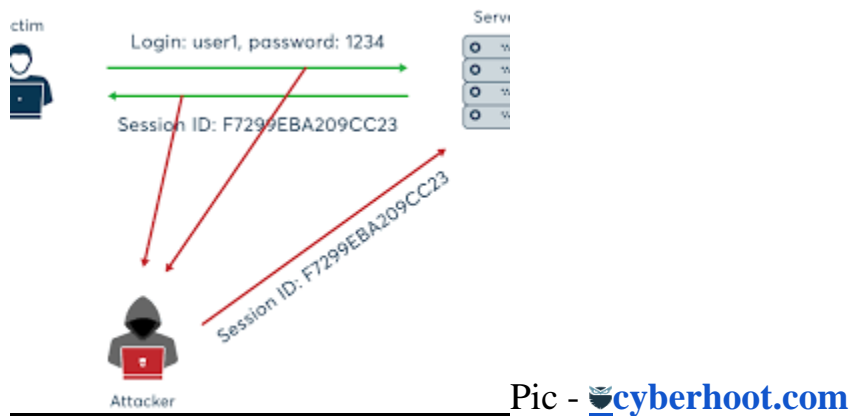 ctim
Serve
Login: user1, password: 1234
Session ID: F7299EBA209CC23
Session ID: F7299EBA209CC23
Attacker
Pic - cyberhoot.com